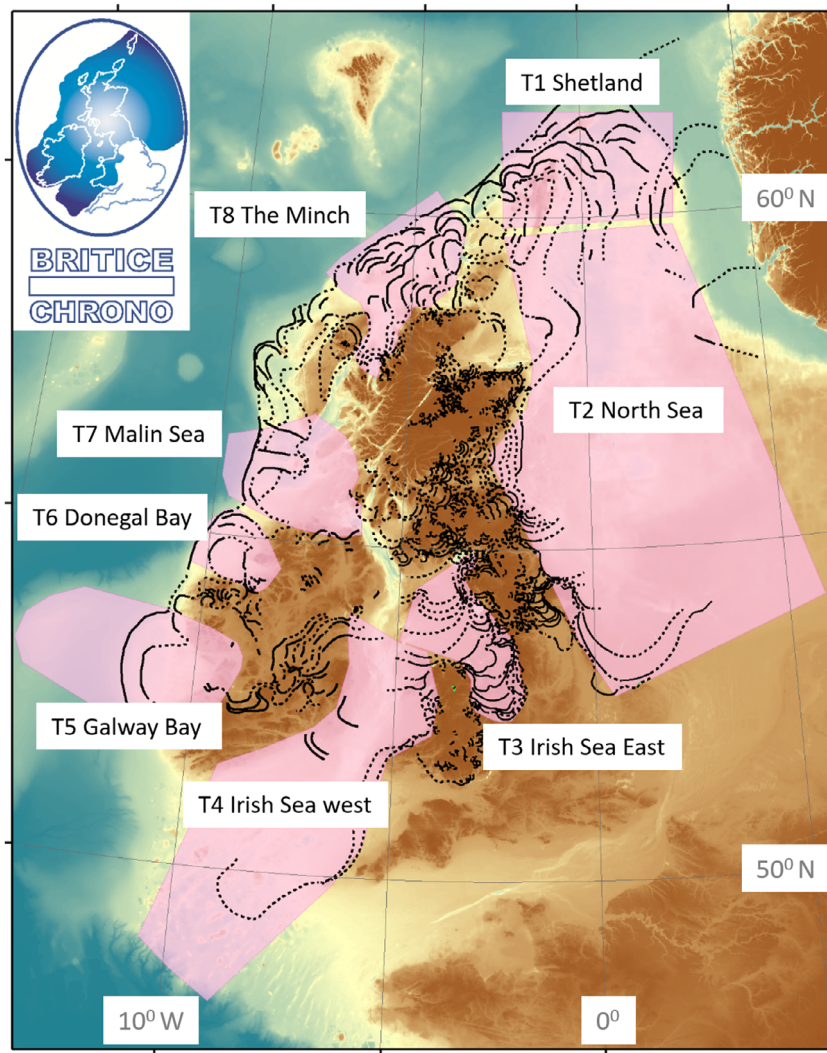 T1 Shetland
60⁰ N
T8 The Minch
BRITICE
CHRONO
T2 North Sea
T7 Malin Sea
T6 Donegal Bay
T5 Galway Bay
T3 Irish Sea East
T4 Irish Sea west
50⁰ N
10⁰ W
0⁰